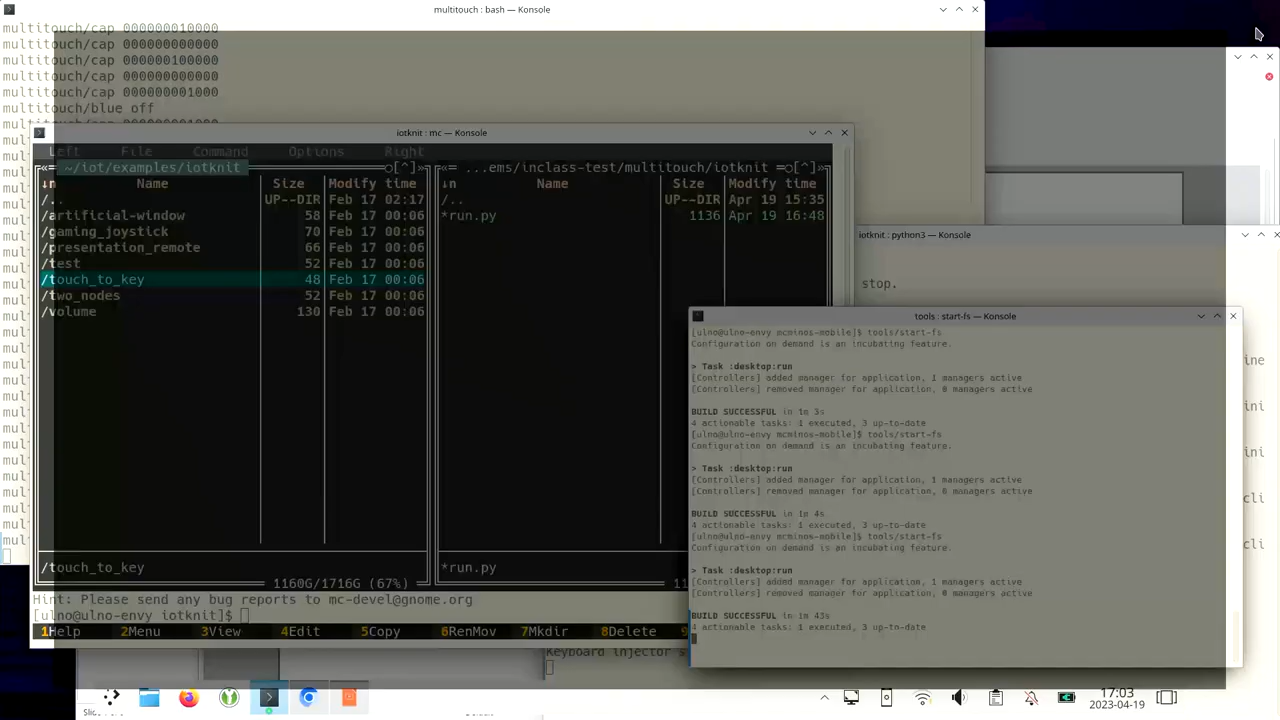 multitouch : bash — Konsole
multitouch/cap 000000010000
multitouch/cap 000000000000
multitouch/cap 000000100000
multitouch/cap 000000000000
multitouch/cap 000000001000
multitouch/blue off
iotknit : mc — Konsole
Left File Command Options Right
~/iot/examples/iotknit
↓n Name Size Modify time
/.. UP--DIR Feb 17 02:17
/artificial-window 58 Feb 17 00:06
/gaming_joystick 70 Feb 17 00:06
/presentation_remote 66 Feb 17 00:06
/test 52 Feb 17 00:06
/touch_to_key 48 Feb 17 00:06
/two_nodes 52 Feb 17 00:06
/volume 130 Feb 17 00:06
/touch_to_key
1160G/1716G (67%)
...ems/inclass-test/multitouch/iotknit
↓n Name Size Modify time
/.. UP--DIR Apr 19 15:35
*run.py 1136 Apr 19 16:48
*run.py
Hint: Please send any bug reports to mc-devel@gnome.org
[ulno@ulno-envy iotknit]$
1Help 2Menu 3View 4Edit 5Copy 6RenMov 7Mkdir 8Delete 9
iotknit : python3 — Konsole
stop.
tools : start-fs — Konsole
[ulno@ulno-envy mcminos-mobile]$ tools/start-fs
Configuration on demand is an incubating feature.
> Task :desktop:run
[Controllers] added manager for application, 1 managers active
[Controllers] removed manager for application, 0 managers active
BUILD SUCCESSFUL in 1m 3s
4 actionable tasks: 1 executed, 3 up-to-date
[ulno@ulno-envy mcminos-mobile]$ tools/start-fs
Configuration on demand is an incubating feature.
> Task :desktop:run
[Controllers] added manager for application, 1 managers active
[Controllers] removed manager for application, 0 managers active
BUILD SUCCESSFUL in 1m 4s
4 actionable tasks: 1 executed, 3 up-to-date
[ulno@ulno-envy mcminos-mobile]$ tools/start-fs
Configuration on demand is an incubating feature.
> Task :desktop:run
[Controllers] added manager for application, 1 managers active
[Controllers] removed manager for application, 0 managers active
BUILD SUCCESSFUL in 1m 43s
4 actionable tasks: 1 executed, 3 up-to-date
Keyboard injector s
17:03
2023-04-19